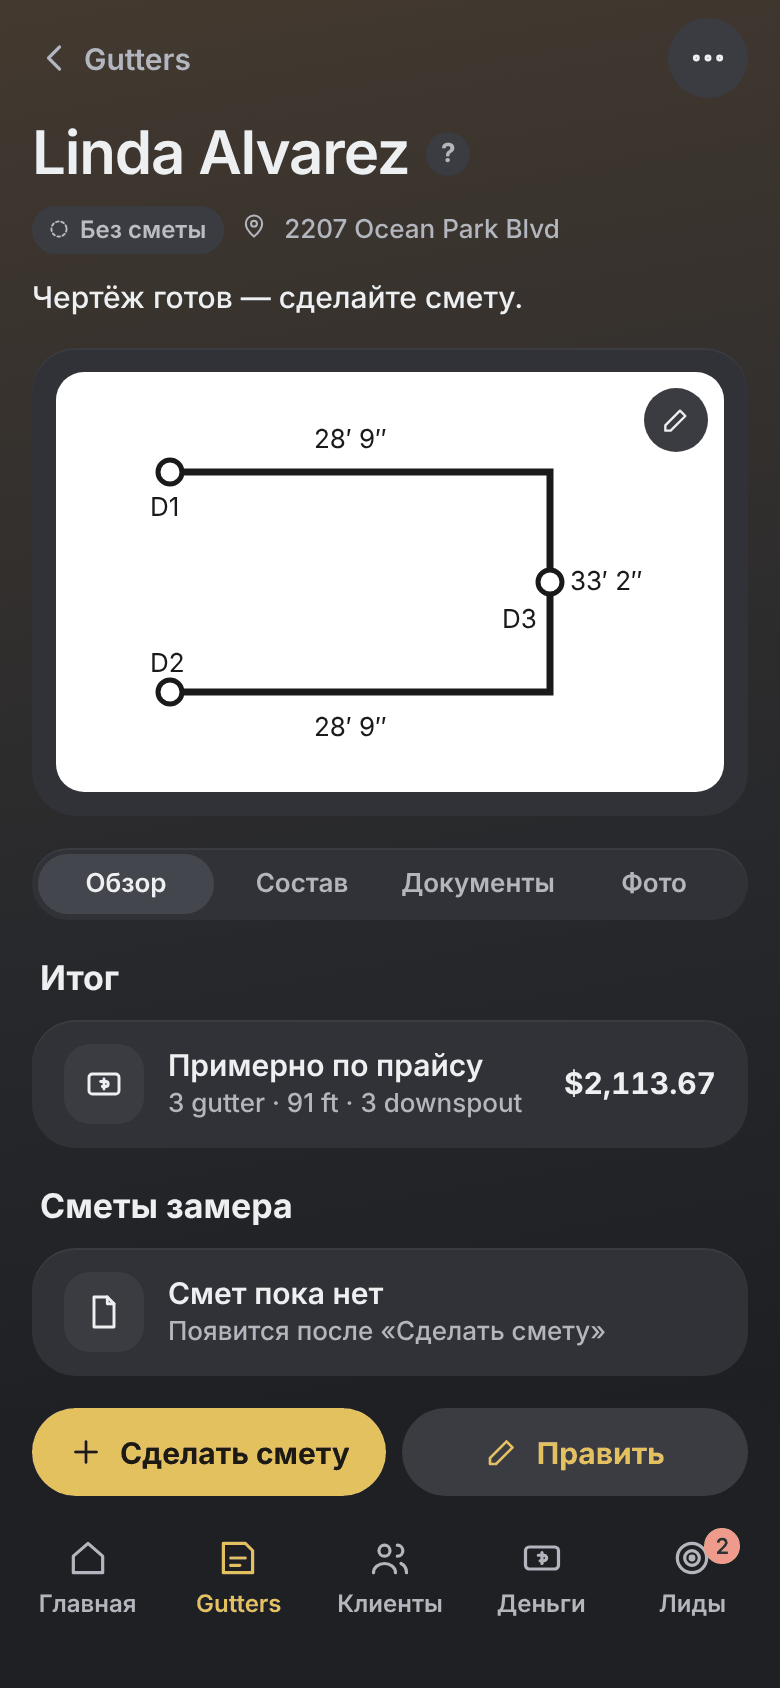 Gutters
Linda Alvarez ?
Без сметы 2207 Ocean Park Blvd
Чертёж готов — сделайте смету.
28′ 9″
D1
33′ 2″
D3
D2
28′ 9″
Обзор Состав Документы Фото
Итог
Примерно по прайсу
3 gutter · 91 ft · 3 downspout
$2,113.67
Сметы замера
Смет пока нет
Появится после «Сделать смету»
Сделать смету Править
2
Главная Gutters Клиенты Деньги Лиды